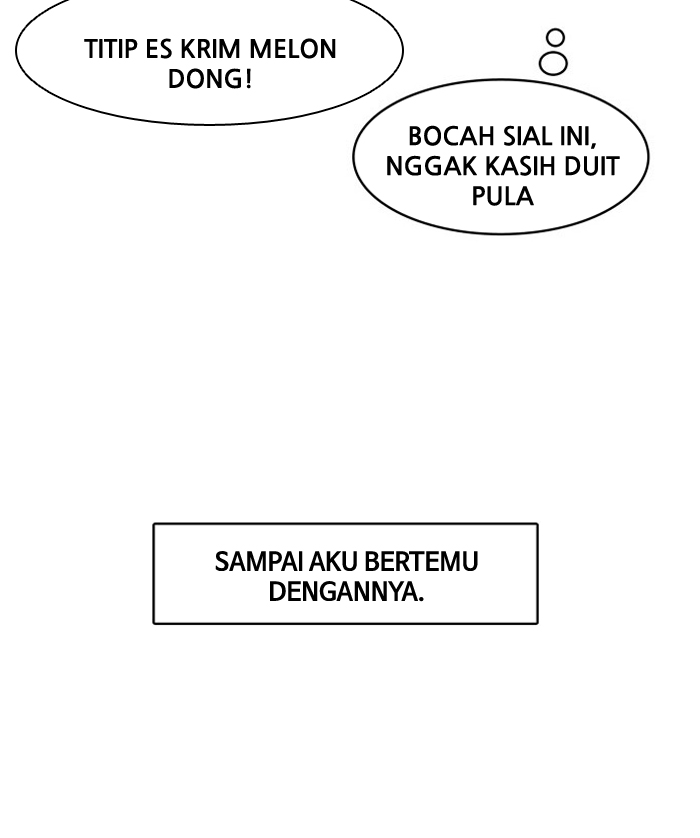 TITIP ES KRIM MELON
DONG!
BOCAH SIAL INI,
NGGAK KASIH DUIT
PULA
SAMPAI AKU BERTEMU
DENGANNYA.